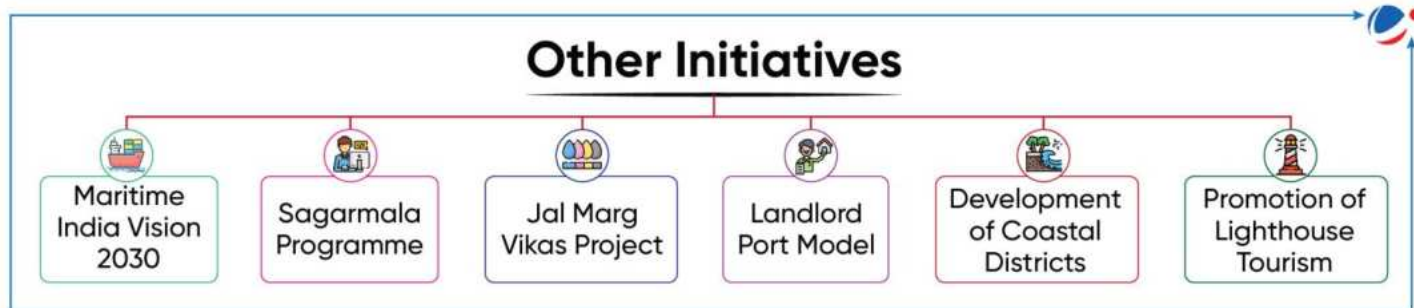 Other Initiatives
Maritime
India Vision
2030
Sagarmala
Programme
Jal Marg
Vikas Project
Landlord
Port Model
Development
of Coastal
Districts
Promotion of
Lighthouse
Tourism